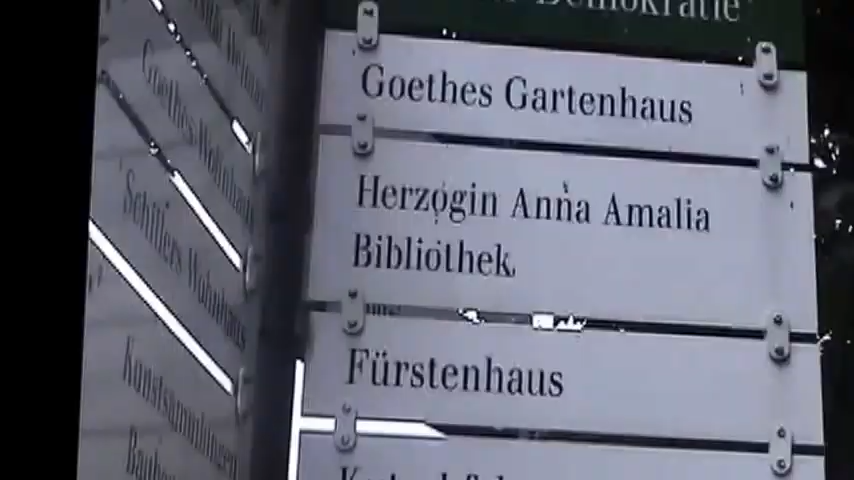 Demokratie
Goethes Gartenhaus
Herzogin Anna Amalia
Bibliothek
Fürstenhaus
Goethes Wohnhaus
Schillers Wohnhaus
Kunstsammlungen